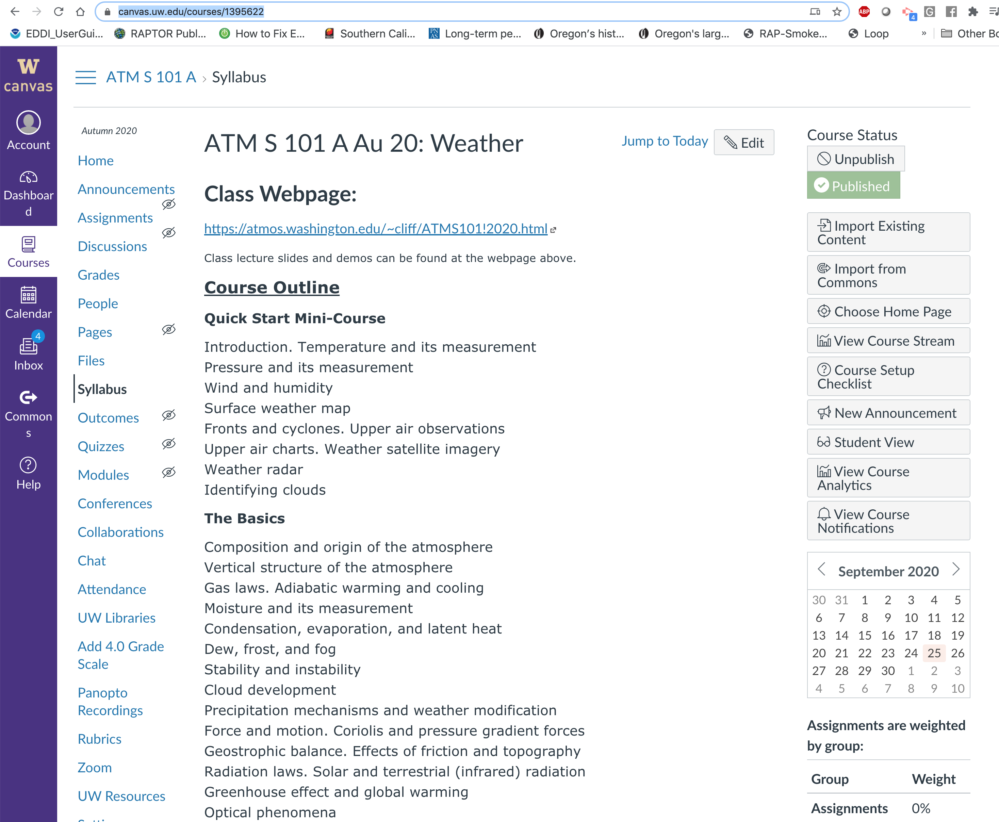 canvas.uw.edu/courses/1395622
ABP
4
G
f
EDDI_UserGui...
RAPTOR Publ...
How to Fix E...
Southern Cali...
PNAS
Long-term pe...
Oregon's hist...
Oregon's larg...
RAP-Smoke...
Loop
»
Other Bo
W
canvas
Account
Dashboar
d
Courses
Calendar
4
Inbox
Common
s
Help
ATM S 101 A › Syllabus
Autumn 2020
Home
Announcements
Assignments
Discussions
Grades
People
Pages
Files
Syllabus
Outcomes
Quizzes
Modules
Conferences
Collaborations
Chat
Attendance
UW Libraries
Add 4.0 Grade
Scale
Panopto
Recordings
Rubrics
Zoom
UW Resources
ATM S 101 A Au 20: Weather
Jump to Today
Edit
Class Webpage:
https://atmos.washington.edu/~cliff/ATMS101!2020.html
Class lecture slides and demos can be found at the webpage above.
Course Outline
Quick Start Mini-Course
Introduction. Temperature and its measurement
Pressure and its measurement
Wind and humidity
Surface weather map
Fronts and cyclones. Upper air observations
Upper air charts. Weather satellite imagery
Weather radar
Identifying clouds
The Basics
Composition and origin of the atmosphere
Vertical structure of the atmosphere
Gas laws. Adiabatic warming and cooling
Moisture and its measurement
Condensation, evaporation, and latent heat
Dew, frost, and fog
Stability and instability
Cloud development
Precipitation mechanisms and weather modification
Force and motion. Coriolis and pressure gradient forces
Geostrophic balance. Effects of friction and topography
Radiation laws. Solar and terrestrial (infrared) radiation
Greenhouse effect and global warming
Optical phenomena
Course Status
Unpublish
Published
Import Existing
Content
Import from
Commons
Choose Home Page
View Course Stream
Course Setup
Checklist
New Announcement
Student View
View Course
Analytics
View Course
Notifications
September 2020
30 31 1 2 3 4 5
6 7 8 9 10 11 12
13 14 15 16 17 18 19
20 21 22 23 24 25 26
27 28 29 30 1 2 3
4 5 6 7 8 9 10
Assignments are weighted
by group:
Group Weight
Assignments 0%